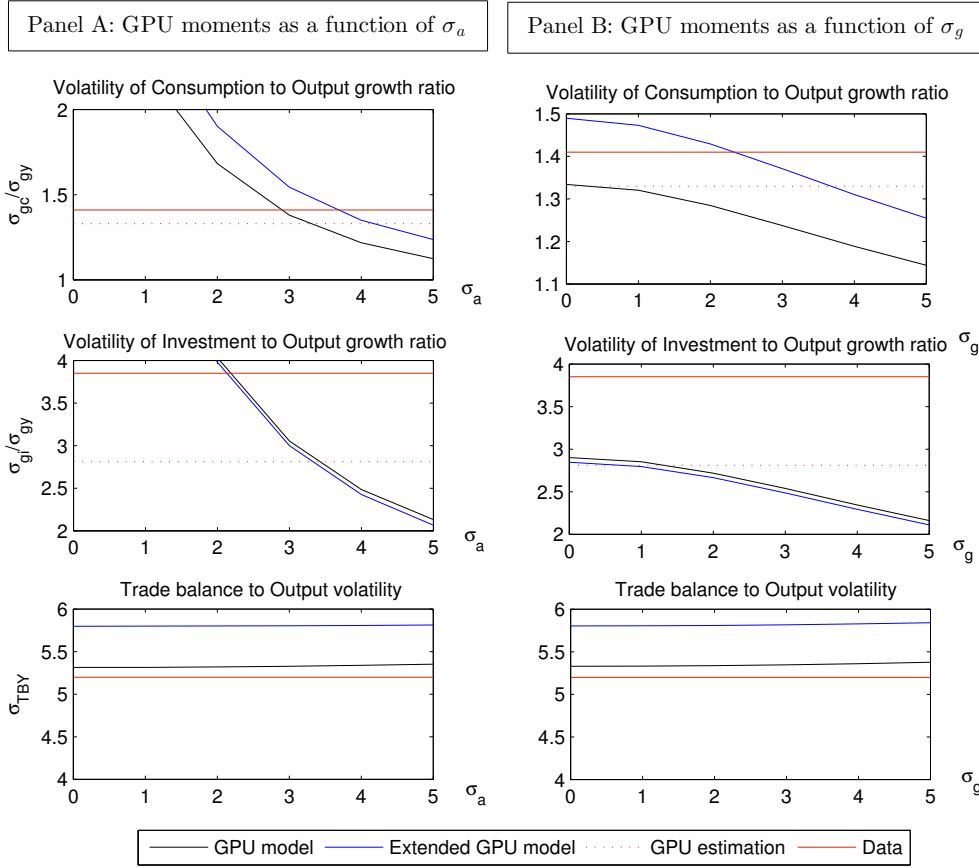 Panel A: GPU moments as a function of σa
Panel B: GPU moments as a function of σg
Volatility of Consumption to Output growth ratio
2
1.5
1
σgc/σgy
0 1 2 3 4 5 σa
Volatility of Consumption to Output growth ratio
1.5
1.4
1.3
1.2
1.1
0 1 2 3 4 5 σg
Volatility of Investment to Output growth ratio
4
3.5
3
2.5
2
σgi/σgy
0 1 2 3 4 5 σa
Volatility of Investment to Output growth ratio
4
3.5
3
2.5
2
0 1 2 3 4 5 σg
Trade balance to Output volatility
6
5.5
5
4.5
4
σTBY
0 1 2 3 4 5 σa
Trade balance to Output volatility
6
5.5
5
4.5
4
0 1 2 3 4 5 σg
GPU model Extended GPU model GPU estimation Data